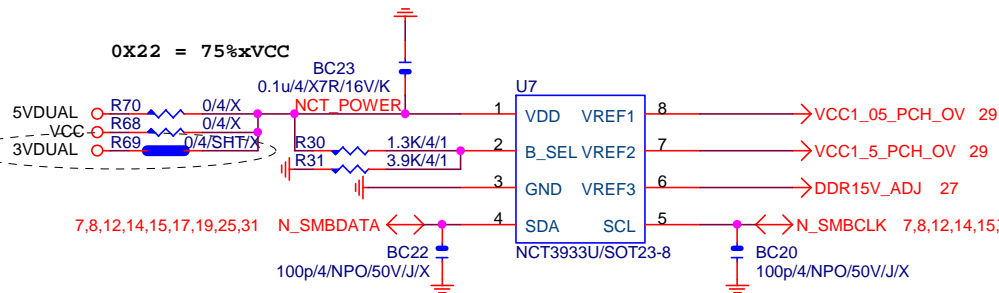 0X22 = 75%xVCC
BC23
0.1u/4/X7R/16V/K
U7
5VDUAL
R70
0/4/X
NCT_POWER
1
VDD
VREF1
8
VCC1_05_PCH_OV 29
VCC
R68
0/4/X
3VDUAL
R69
0/4/SHT/X
R30
1.3K/4/1
2
B_SEL
VREF2
7
VCC1_5_PCH_OV 29
R31
3.9K/4/1
3
GND
VREF3
6
DDR15V_ADJ 27
7,8,12,14,15,17,19,25,31
N_SMBDATA
4
SDA
SCL
5
N_SMBCLK
7,8,12,14,15,
BC22
100p/4/NPO/50V/J/X
NCT3933U/SOT23-8
BC20
100p/4/NPO/50V/J/X